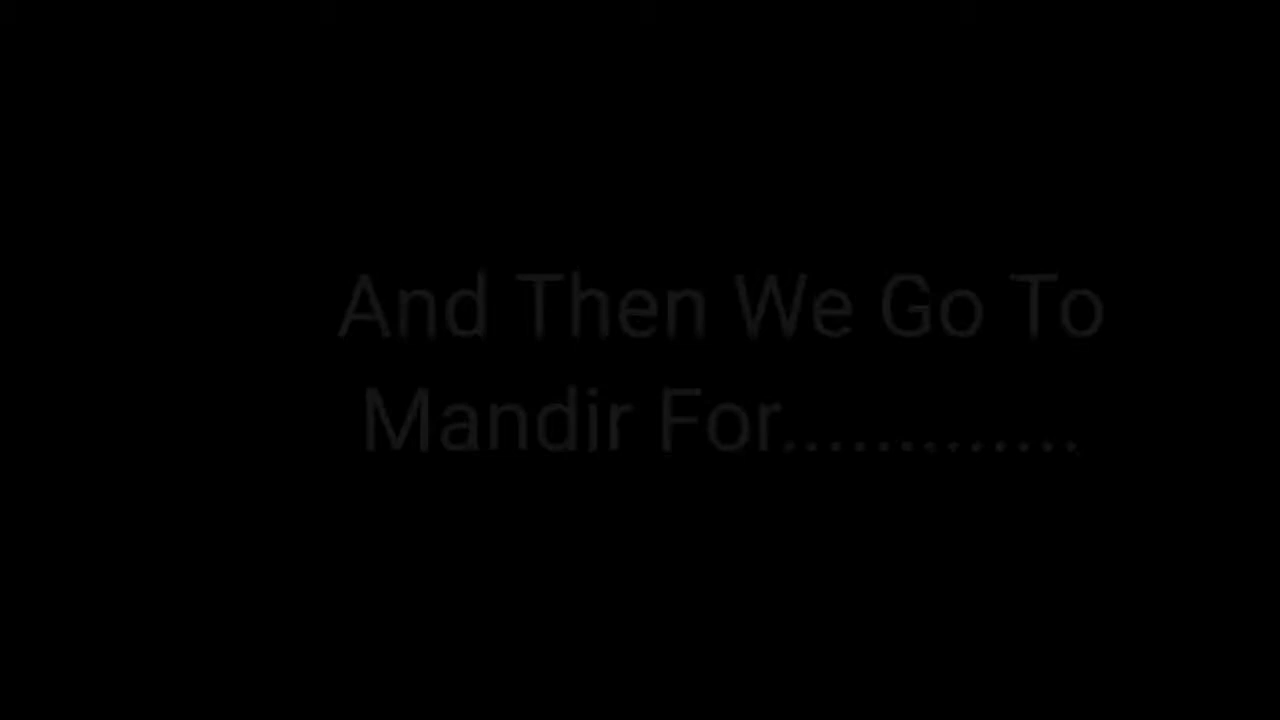 And Then We Go To
Mandir For.............